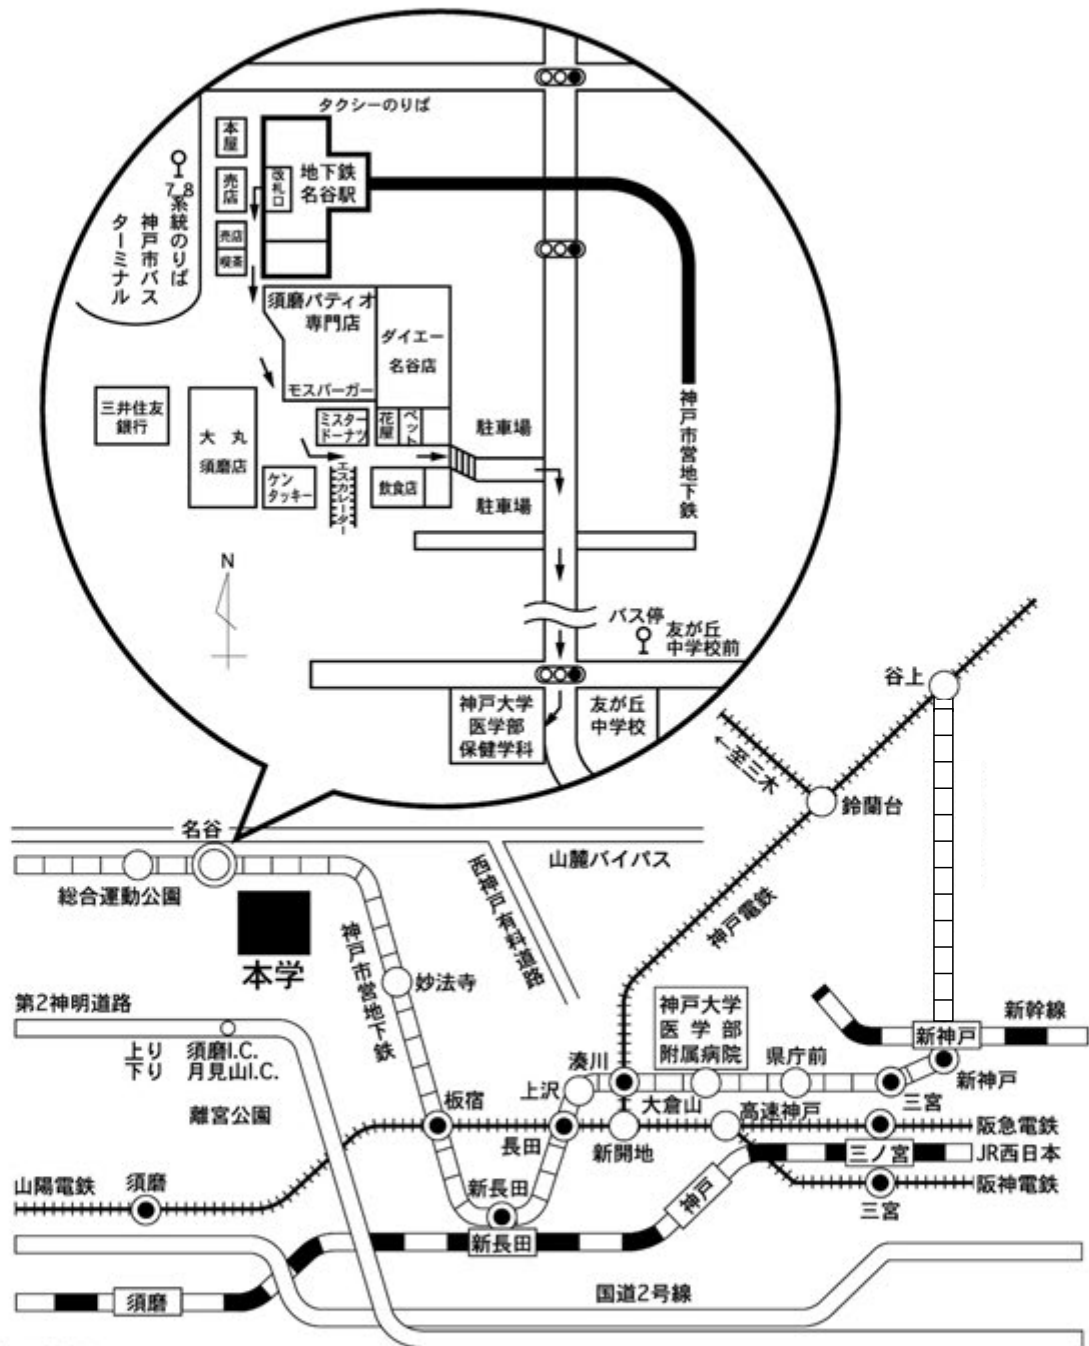 タクシーのりば
本屋
売店
改札口
地下鉄
名谷駅
7 8
系統のりば
神戸市バス
ターミナル
売店
喫茶
須磨パティオ
専門店
ダイエー
名谷店
モスバーガー
三井住友
銀行
大丸
須磨店
ミスター
ドーナツ
花屋
ペット
駐車場
神戸市営地下鉄
ケン
タッキー
エスカレーター
飲食店
駐車場
N
バス停
友が丘
中学校前
神戸大学
医学部
保健学科
友が丘
中学校
谷上
←至三木
鈴蘭台
名谷
山麓バイパス
西神戸有料道路
総合運動公園
神戸電鉄
本学
神戸市営地下鉄
妙法寺
第2神明道路
上り 須磨I.C.
下り 月見山I.C.
神戸大学
医学部
附属病院
新幹線
新神戸
湊川
県庁前
新神戸
上沢
大倉山
三宮
離宮公園
板宿
高速神戸
阪急電鉄
長田
新開地
三ノ宮
JR西日本
山陽電鉄
須磨
新長田
神戸
阪神電鉄
三宮
新長田
国道2号線
須磨